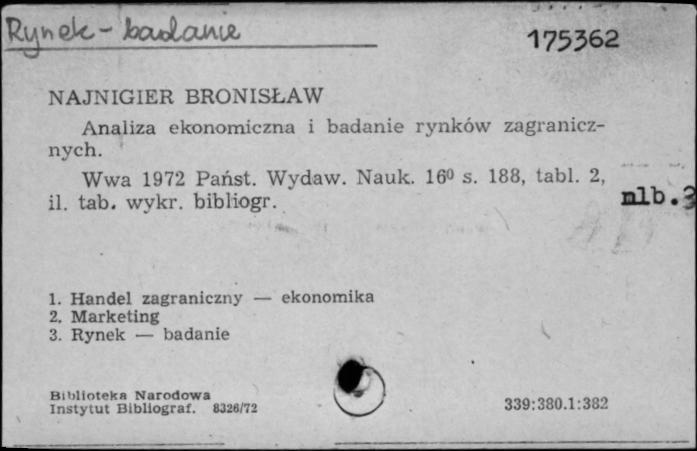 Rynek - badanie
175362
NAJNIGIER BRONISŁAW
Analiza ekonomiczna i badanie rynków zagranicz-
nych.
Wwa 1972 Państ. Wydaw. Nauk. 16⁰ s. 188, tabl. 2,
il. tab. wykr. bibliogr.
nlb.3
1. Handel zagraniczny — ekonomika
2. Marketing
3. Rynek — badanie
Biblioteka Narodowa
Instytut Bibliograf. 8326/72
339:380.1:382